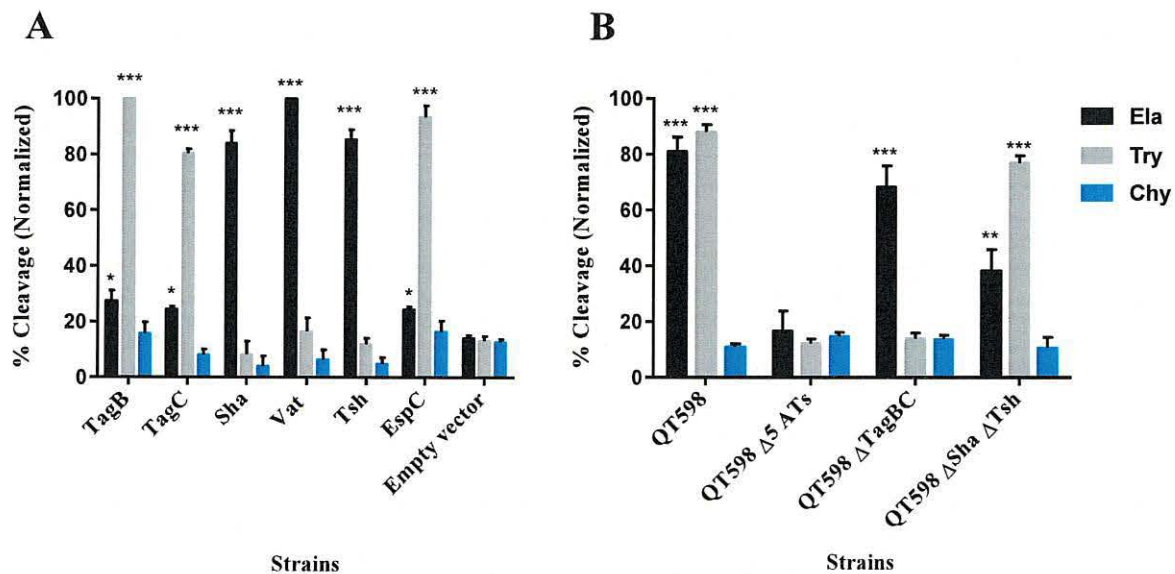 A
% Cleavage (Normalized)
100
80
60
40
20
0
***
*
***
*
***
***
***
***
*
TagB
TagC
Sha
Vat
Tsh
EspC
Empty vector
Strains
B
% Cleavage (Normalized)
100
80
60
40
20
0
***
***
***
***
**
QT598
QT598 Δ5 ATs
QT598 ΔTagBC
QT598 ΔSha ΔTsh
Strains
Ela
Try
Chy